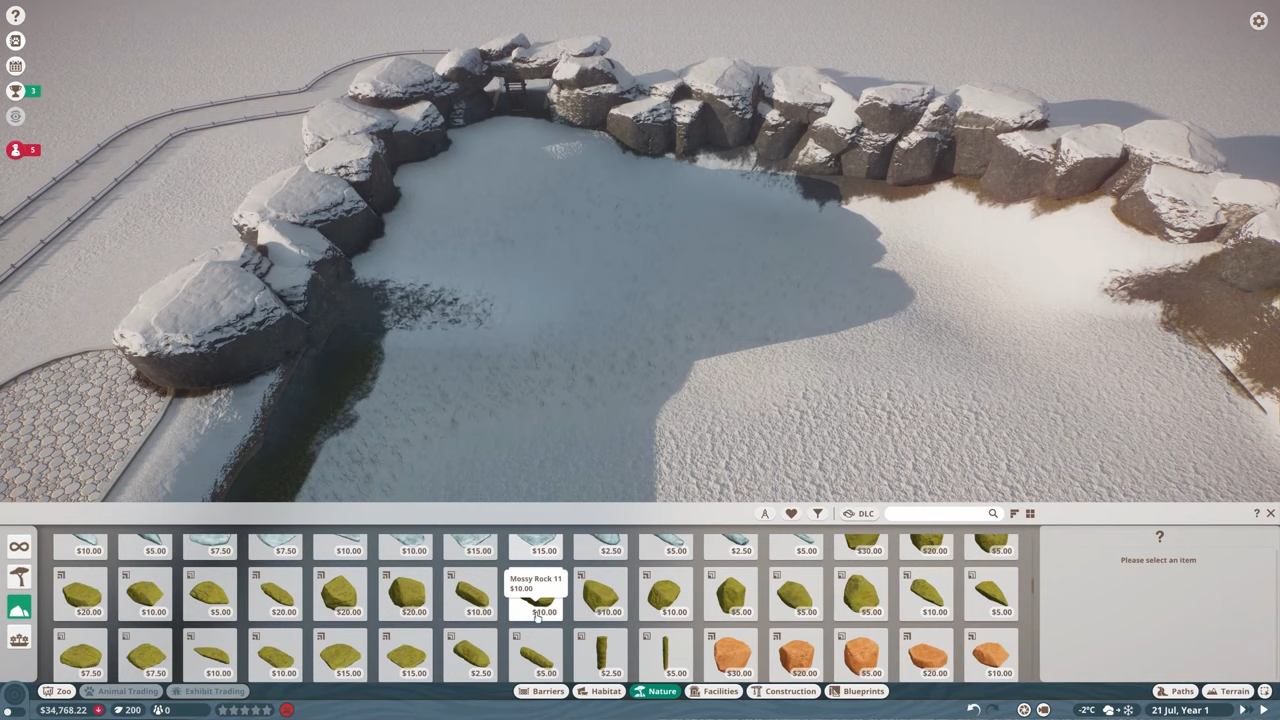 ?
3
5
DLC
?
$10.00 $5.00 $7.50 $7.50 $10.00 $10.00 $15.00 $15.00 $2.50 $5.00 $2.50 $5.00 $30.00 $20.00 $5.00
?
Please select an item
Mossy Rock 11
$10.00
$20.00 $10.00 $5.00 $20.00 $20.00 $20.00 $10.00 $10.00 $10.00 $10.00 $5.00 $5.00 $5.00 $10.00 $5.00
$7.50 $7.50 $10.00 $10.00 $15.00 $15.00 $2.50 $5.00 $2.50 $5.00 $30.00 $20.00 $5.00 $20.00 $10.00
Zoo Animal Trading Exhibit Trading Barriers Habitat Nature Facilities Construction Blueprints Paths Terrain
$34,768.22 200 0 -2°C 21 Jul, Year 1